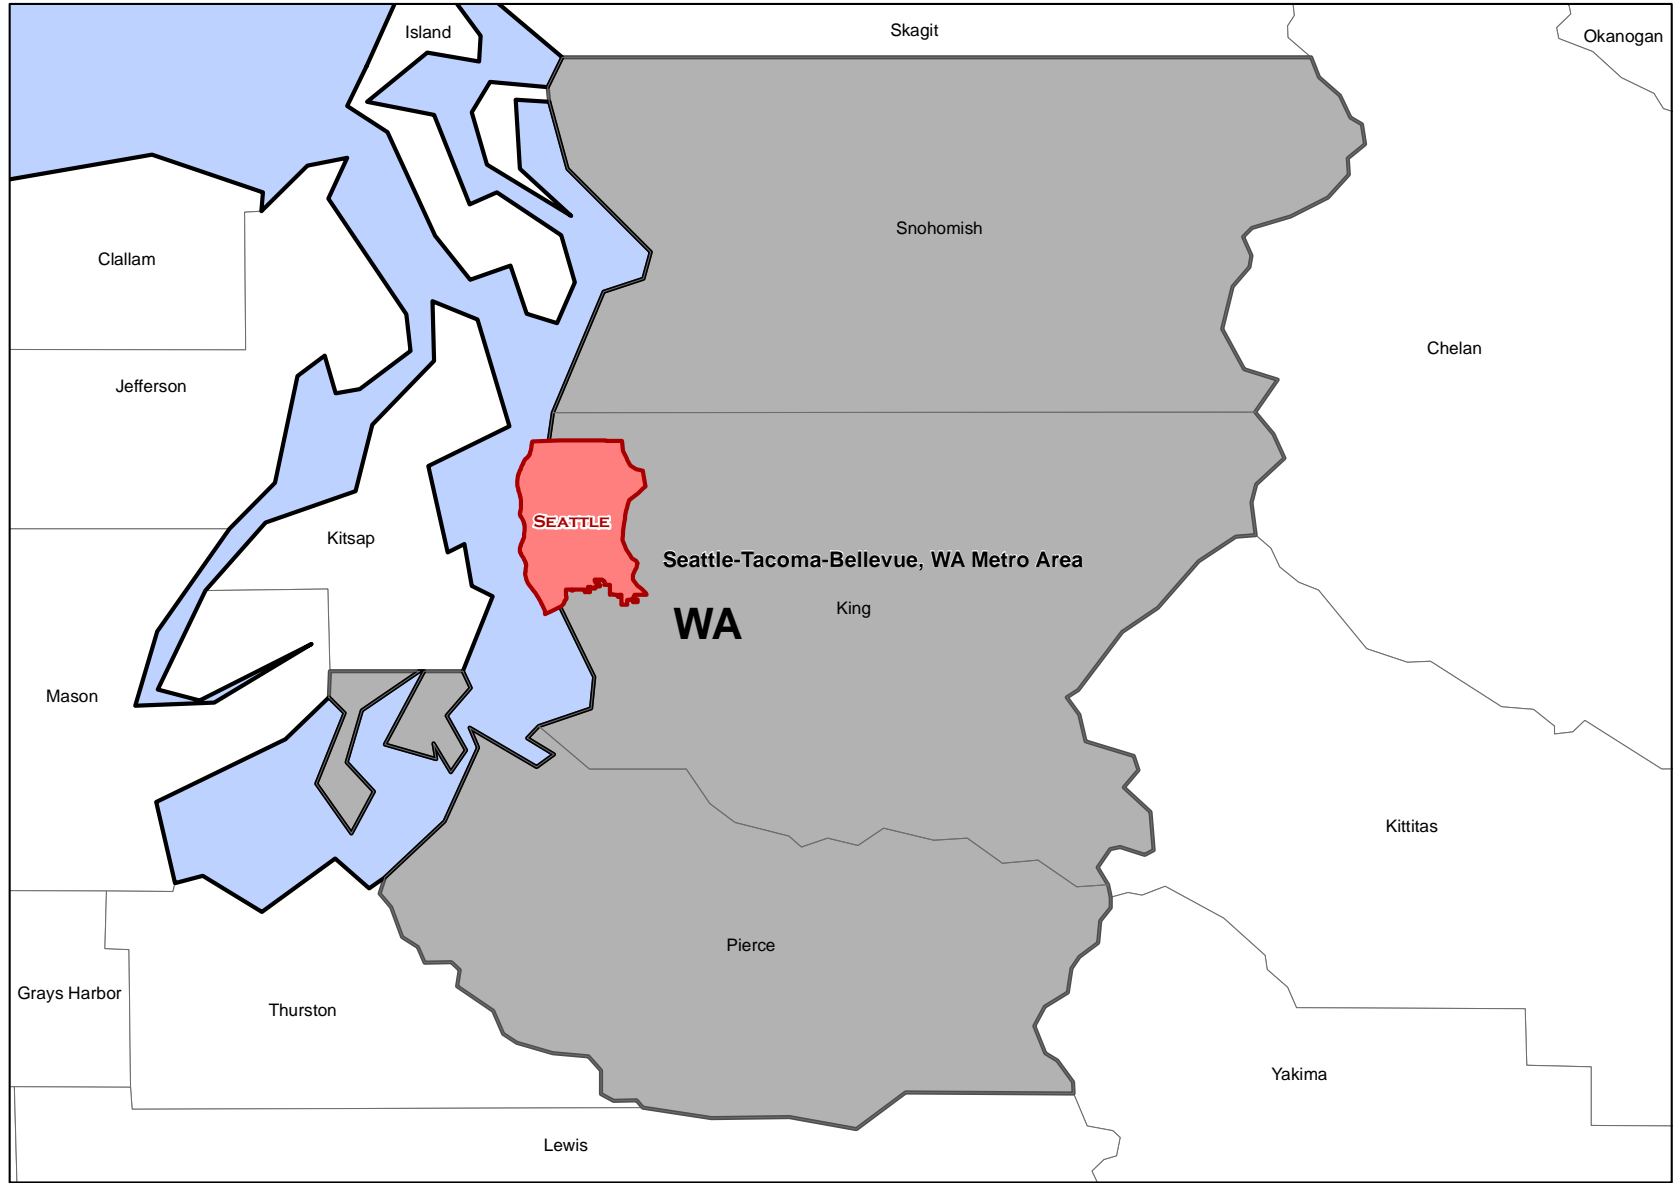 Island
Skagit
Okanogan
Snohomish
Clallam
Chelan
Jefferson
SEATTLE
Kitsap
Seattle-Tacoma-Bellevue, WA Metro Area
King
WA
Mason
Kittitas
Pierce
Grays Harbor
Thurston
Yakima
Lewis